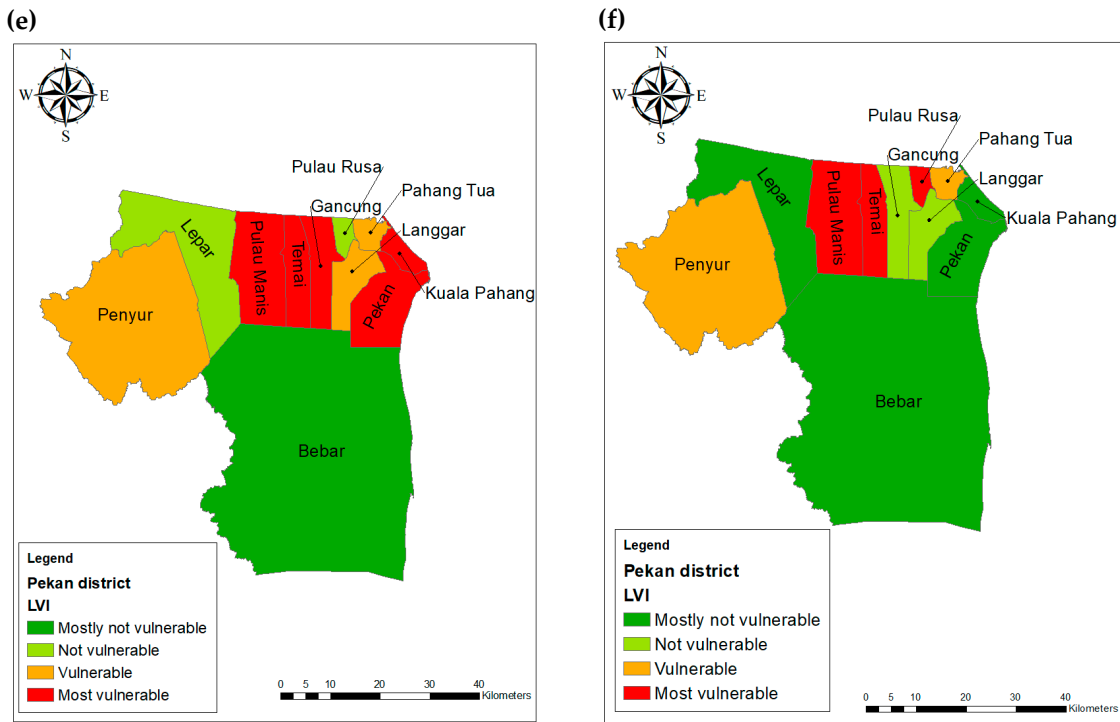 (e)
N
W E
S
Pulau Rusa
Pahang Tua
Gancung
Langgar
Lepar
Pulau Manis
Temai
Kuala Pahang
Pekan
Penyur
Bebar
Legend
Pekan district
LVI
Mostly not vulnerable
Not vulnerable
Vulnerable
Most vulnerable
0 5 10 20 30 40
Kilometers
(f)
N
W E
S
Pulau Rusa
Pahang Tua
Gancung
Langgar
Lepar
Pulau Manis
Temai
Kuala Pahang
Pekan
Penyur
Bebar
Legend
Pekan district
LVI
Mostly not vulnerable
Not vulnerable
Vulnerable
Most vulnerable
0 5 10 20 30 40
Kilometers